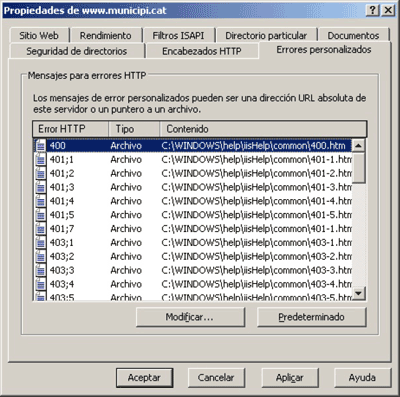 Propiedades de www.municipi.cat
Sitio Web Rendimiento Filtros ISAPI Directorio particular Documentos
Seguridad de directorios Encabezados HTTP Errores personalizados
Mensajes para errores HTTP
Los mensajes de error personalizados pueden ser una dirección URL absoluta
de este servidor o un puntero a un archivo.
Error HTTP Tipo Contenido
400 Archivo C:\WINDOWS\help\iisHelp\common\400.htm
401;1 Archivo C:\WINDOWS\help\iisHelp\common\401-1.htm
401;2 Archivo C:\WINDOWS\help\iisHelp\common\401-2.htm
401;3 Archivo C:\WINDOWS\help\iisHelp\common\401-3.htm
401;4 Archivo C:\WINDOWS\help\iisHelp\common\401-4.htm
401;5 Archivo C:\WINDOWS\help\iisHelp\common\401-5.htm
401;7 Archivo C:\WINDOWS\help\iisHelp\common\401-1.htm
403;1 Archivo C:\WINDOWS\help\iisHelp\common\403-1.htm
403;2 Archivo C:\WINDOWS\help\iisHelp\common\403-2.htm
403;3 Archivo C:\WINDOWS\help\iisHelp\common\403-3.htm
403;4 Archivo C:\WINDOWS\help\iisHelp\common\403-4.htm
403;5 Archivo C:\WINDOWS\help\iisHelp\common\403-5.htm
Modificar... Predeterminado
Aceptar Cancelar Aplicar Ayuda